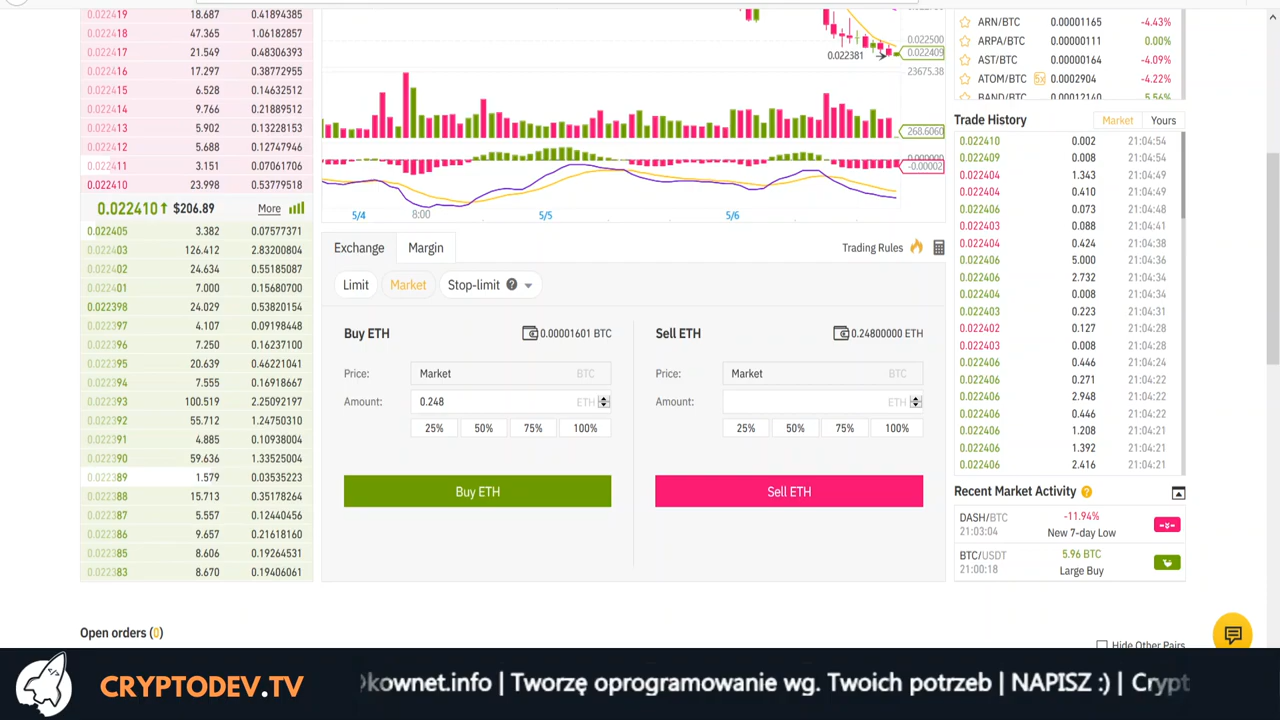 0.022419 18.687 0.41894385
0.022418 47.365 1.06182857
0.022417 21.549 0.48306393
0.022416 17.297 0.38772955
0.022415 6.528 0.14632512
0.022414 9.766 0.21889512
0.022413 5.902 0.13228153
0.022412 5.688 0.12747946
0.022411 3.151 0.07061706
0.022410 23.998 0.53779518
0.022410↑ $206.89 More
0.022405 3.382 0.07577371
0.022403 126.412 2.83200804
0.022402 24.634 0.55185087
0.022401 7.000 0.15680700
0.022398 24.029 0.53820154
0.022397 4.107 0.09198448
0.022396 7.250 0.16237100
0.022395 20.639 0.46221041
0.022394 7.555 0.16918667
0.022393 100.519 2.25092197
0.022392 55.712 1.24750310
0.022391 4.885 0.10938004
0.022390 59.636 1.33525004
0.022389 1.579 0.03535223
0.022388 15.713 0.35178264
0.022387 5.557 0.12440456
0.022386 9.657 0.21618160
0.022385 8.606 0.19264531
0.022383 8.670 0.19406061
0.022500
0.022409
0.022381
23675.38
268.6060
-0.00002
5/4 8:00 5/5 5/6
Exchange Margin Trading Rules
Limit Market Stop-limit ?
Buy ETH 0.00001601 BTC
Price: Market BTC
Amount: 0.248 ETH
25% 50% 75% 100%
Buy ETH
Sell ETH 0.24800000 ETH
Price: Market BTC
Amount: ETH
25% 50% 75% 100%
Sell ETH
ARN/BTC 0.00001165 -4.43%
ARPA/BTC 0.00000111 0.00%
AST/BTC 0.00000164 -4.09%
ATOM/BTC 5x 0.0002904 -4.22%
BAND/BTC 0.00012140 5.56%
Trade History Market Yours
0.022410 0.002 21:04:54
0.022409 0.008 21:04:54
0.022404 1.343 21:04:49
0.022404 0.410 21:04:49
0.022406 0.073 21:04:48
0.022403 0.088 21:04:41
0.022404 0.424 21:04:38
0.022406 5.000 21:04:36
0.022406 2.732 21:04:34
0.022404 0.008 21:04:34
0.022403 0.223 21:04:31
0.022402 0.127 21:04:28
0.022403 0.008 21:04:28
0.022406 0.446 21:04:24
0.022406 0.271 21:04:22
0.022406 2.948 21:04:22
0.022406 0.446 21:04:22
0.022406 1.208 21:04:22
0.022406 1.392 21:04:22
0.022406 2.416 21:04:21
Recent Market Activity ?
DASH/BTC -11.94%
21:03:04 New 7-day Low
BTC/USDT 5.96 BTC
21:00:18 Large Buy
Open orders (0)
Hide Other Pairs
CRYPTODEV.TV kownet.info | Tworzę oprogramowanie wg. Twoich potrzeb | NAPISZ :) | Crypt